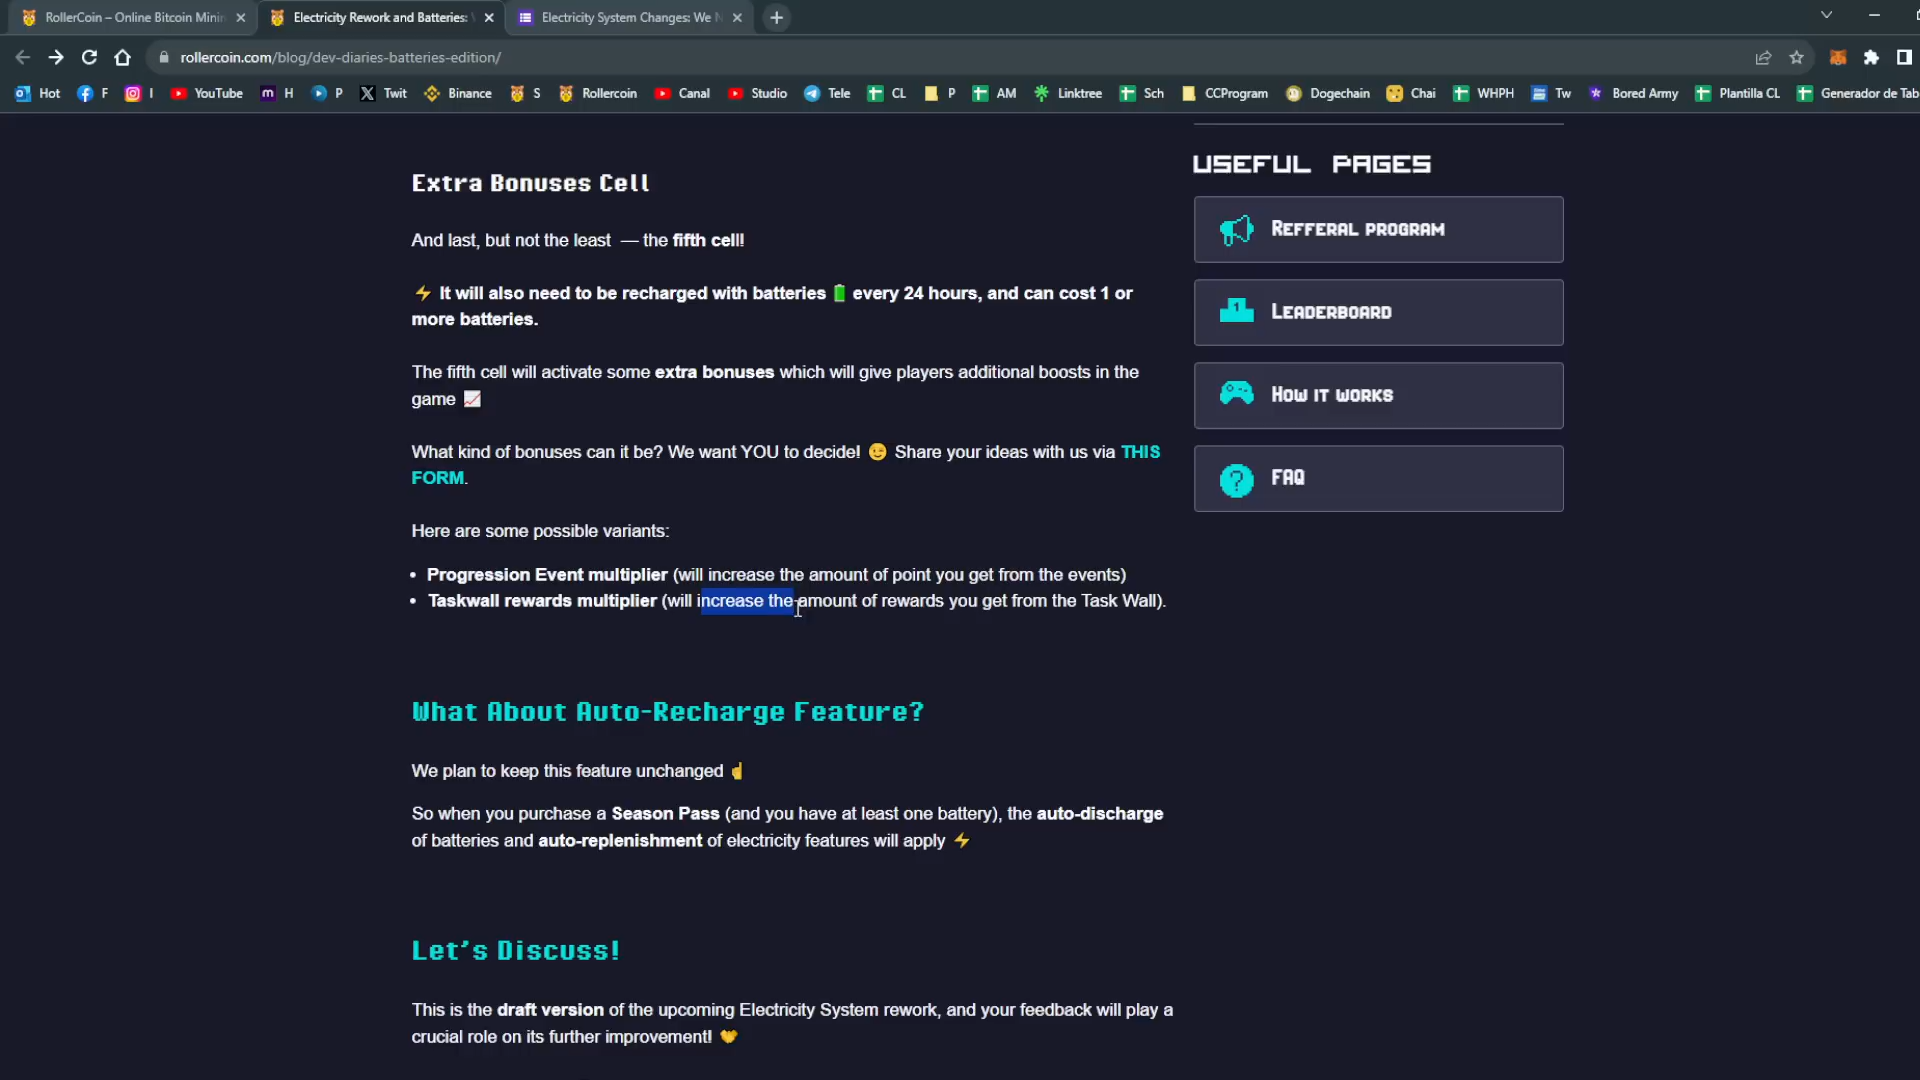 RollerCoin – Online Bitcoin Mini
Electricity Rework and Batteries:
Electricity System Changes: We N
rollercoin.com/blog/dev-diaries-batteries-edition/
Hot F I YouTube H P Twit Binance S Rollercoin Canal Studio Tele CL P AM Linktree Sch CCProgram Dogechain Chai WHPH Tw Bored Army Plantilla CL Generador de Tab
Extra Bonuses Cell
And last, but not the least — the fifth cell!
⚡ It will also need to be recharged with batteries 🔋 every 24 hours, and can cost 1 or
more batteries.
The fifth cell will activate some extra bonuses which will give players additional boosts in the
game 📈
What kind of bonuses can it be? We want YOU to decide! 😉 Share your ideas with us via THIS
FORM.
Here are some possible variants:
• Progression Event multiplier (will increase the amount of point you get from the events)
• Taskwall rewards multiplier (will increase the amount of rewards you get from the Task Wall).
What About Auto-Recharge Feature?
We plan to keep this feature unchanged ☝
So when you purchase a Season Pass (and you have at least one battery), the auto-discharge
of batteries and auto-replenishment of electricity features will apply ⚡
Let's Discuss!
This is the draft version of the upcoming Electricity System rework, and your feedback will play a
crucial role on its further improvement! 🤝
USEFUL PAGES
Refferal program
1
Leaderboard
How it works
?
FAQ